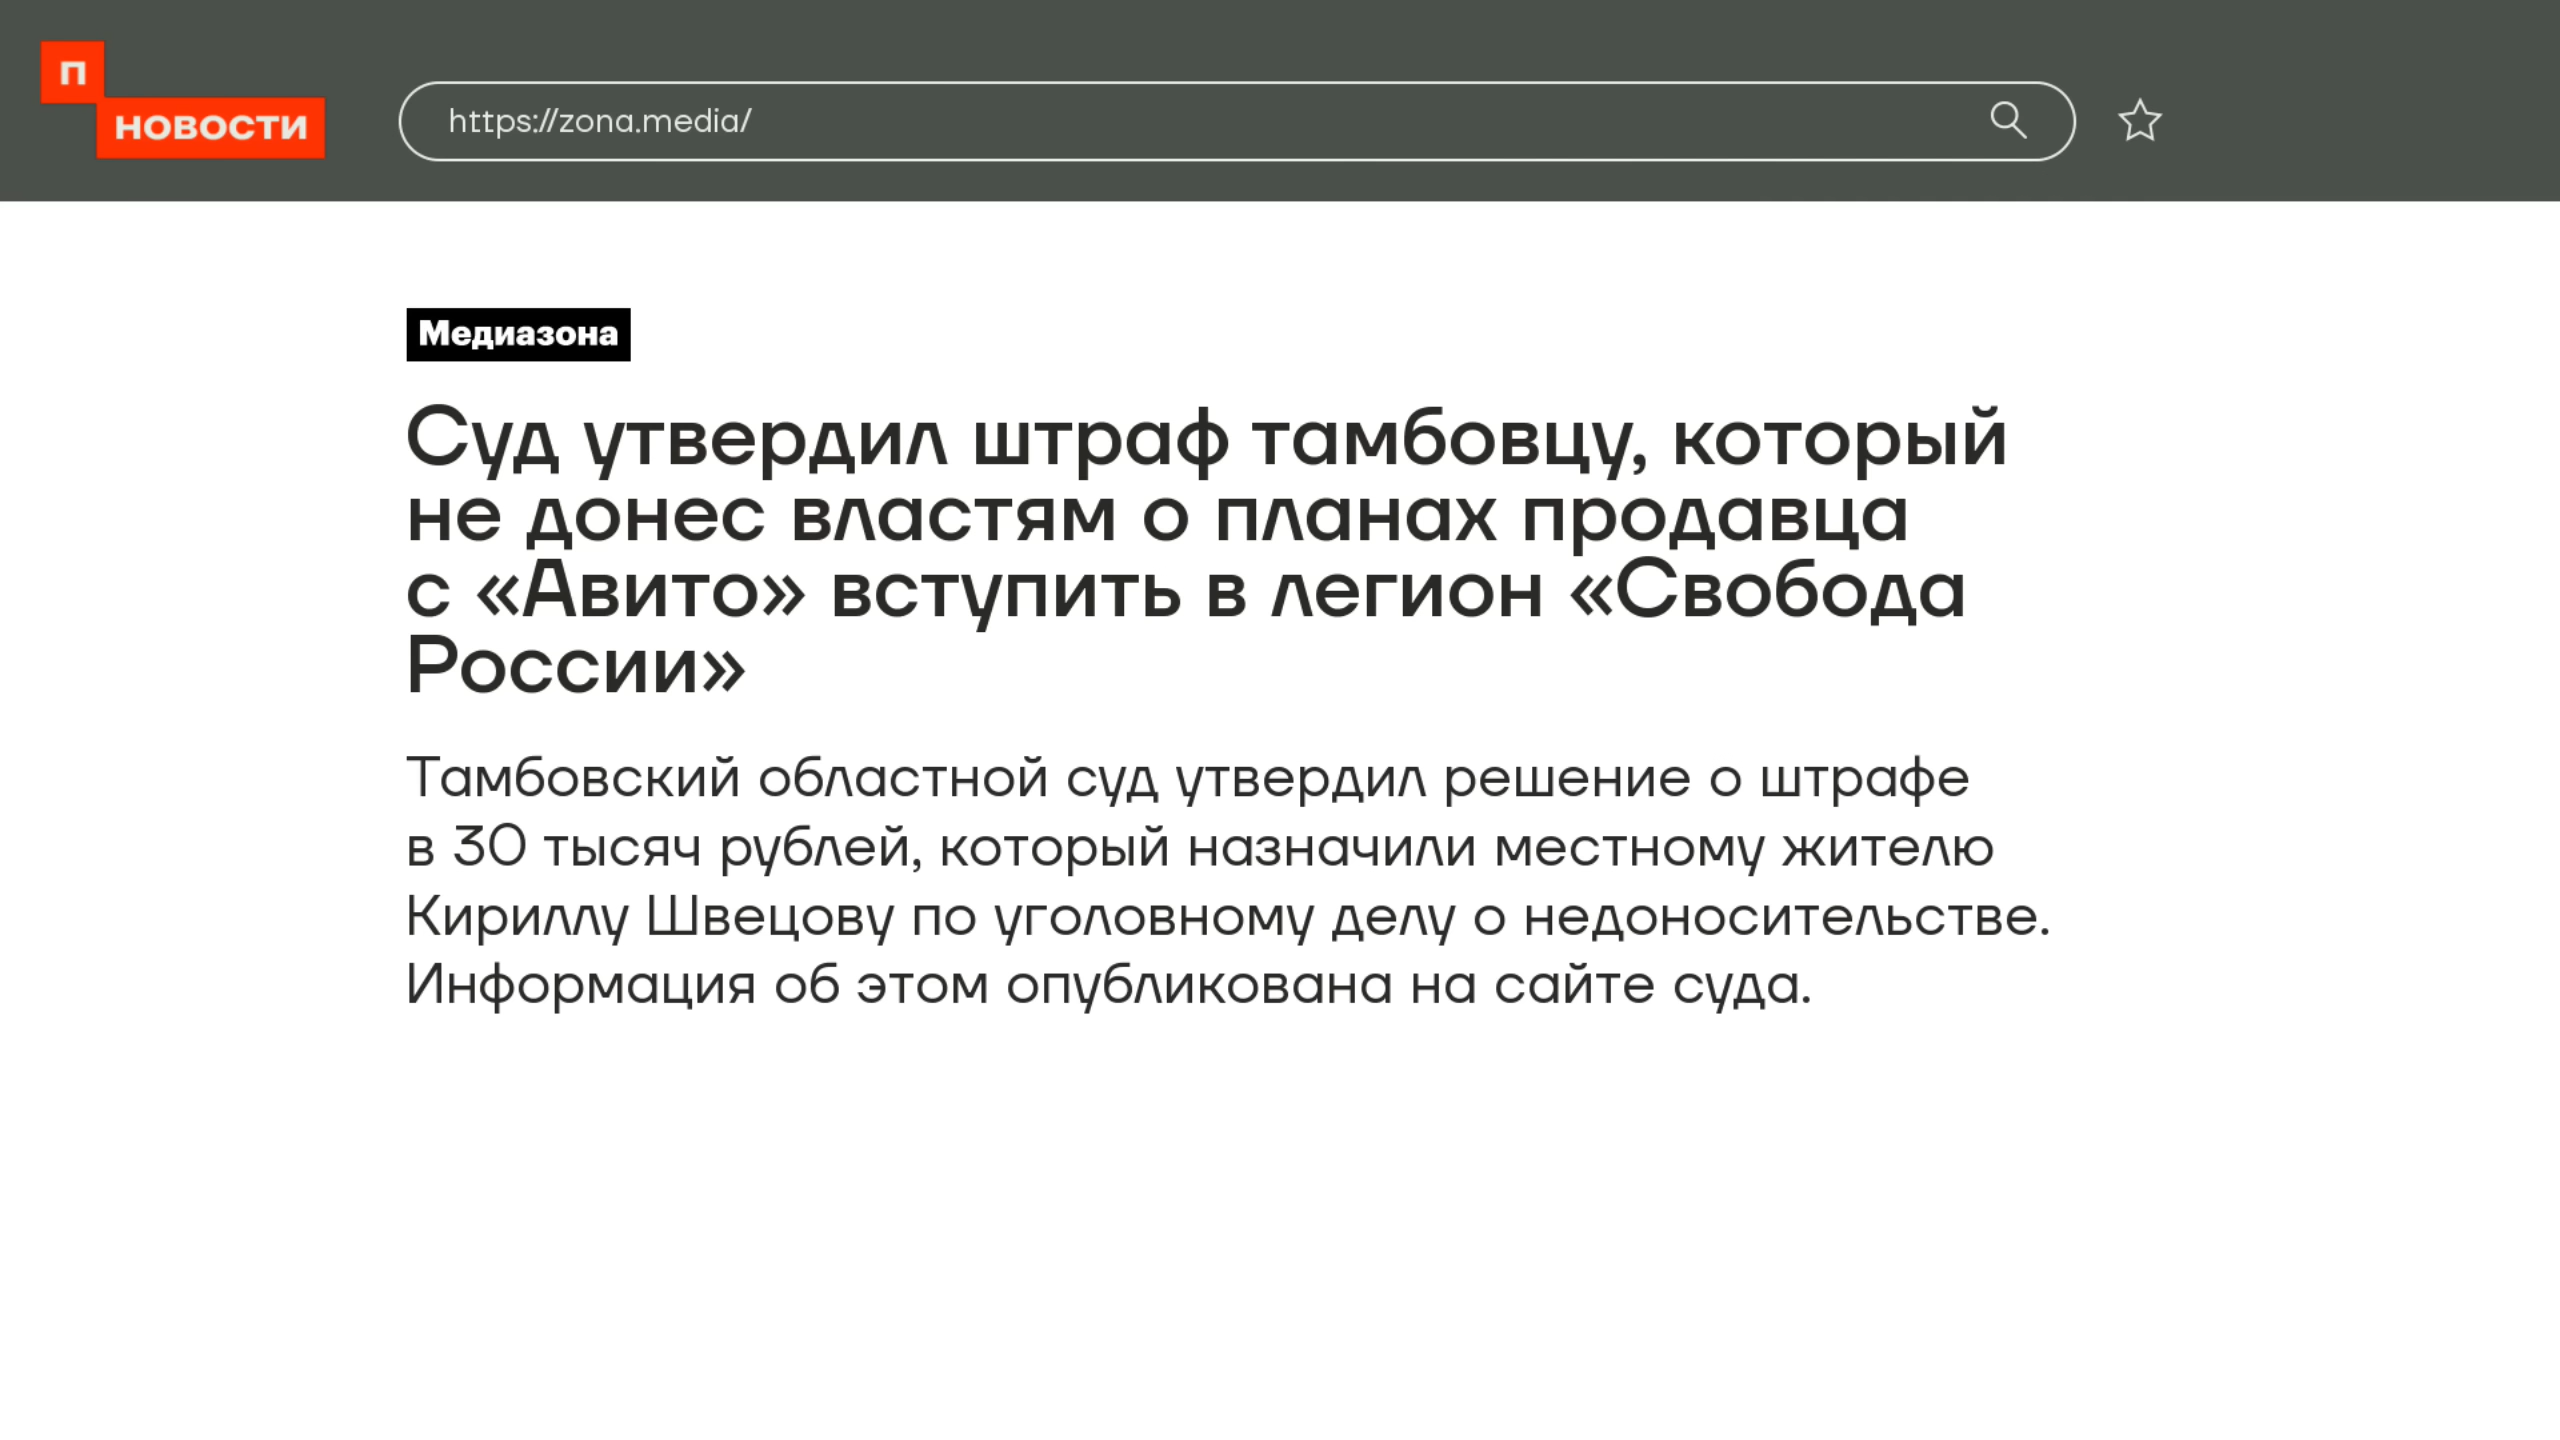 П
НОВОСТИ
https://zona.media/
Медиазона
Суд утвердил штраф тамбовцу, который
не донес властям о планах продавца
с «Авито» вступить в легион «Свобода
России»
Тамбовский областной суд утвердил решение о штрафе
в 30 тысяч рублей, который назначили местному жителю
Кириллу Швецову по уголовному делу о недоносительстве.
Информация об этом опубликована на сайте суда.